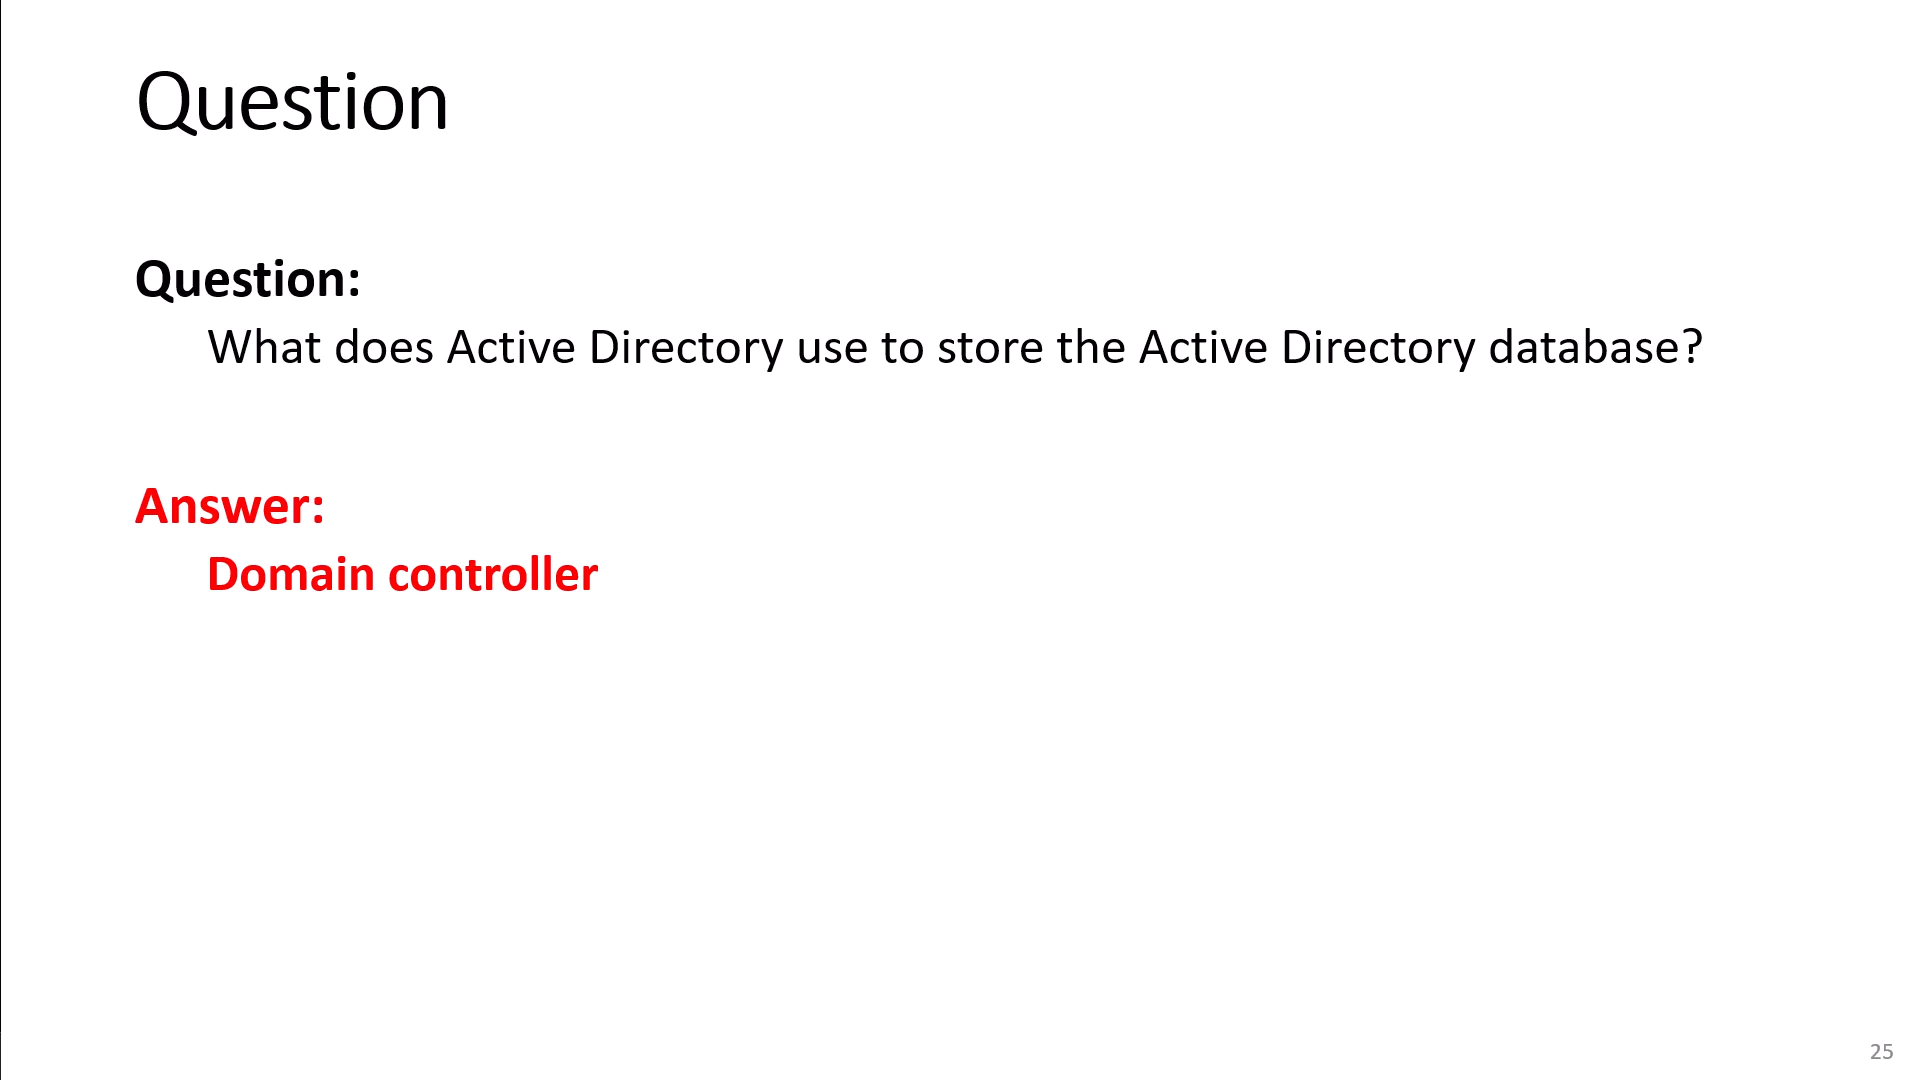 Question
Question:
What does Active Directory use to store the Active Directory database?
Answer:
Domain controller
25